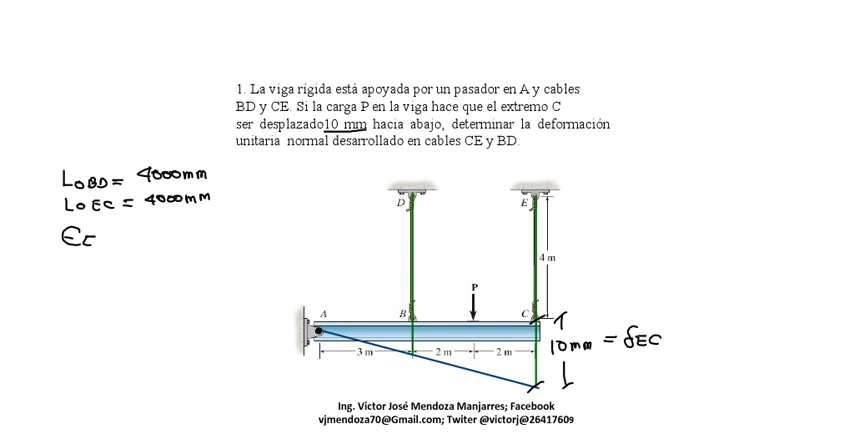 1. La viga rígida está apoyada por un pasador en A y cables
BD y CE. Si la carga P en la viga hace que el extremo C
ser desplazado10 mm hacia abajo, determinar la deformación
unitaria normal desarrollado en cables CE y BD.
LoBD = 4000mm
LoEC = 4000mm
ЄE
D
E
4 m
P
A
B
C
3 m
2 m
2 m
10mm = δEC
Ing. Victor José Mendoza Manjarres; Facebook
vjmendoza70@Gmail.com; Twiter @victorj@26417609